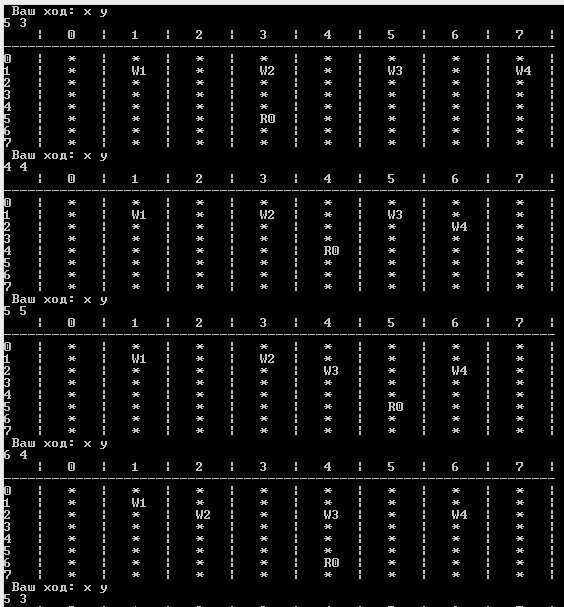 Ваш ход: x y
5 3
¦ 0 ¦ 1 ¦ 2 ¦ 3 ¦ 4 ¦ 5 ¦ 6 ¦ 7 ¦
0 ¦ * ¦ * ¦ * ¦ * ¦ * ¦ * ¦ * ¦ * ¦
1 ¦ * ¦ W1 ¦ * ¦ W2 ¦ * ¦ W3 ¦ * ¦ W4 ¦
2 ¦ * ¦ * ¦ * ¦ * ¦ * ¦ * ¦ * ¦ * ¦
3 ¦ * ¦ * ¦ * ¦ * ¦ * ¦ * ¦ * ¦ * ¦
4 ¦ * ¦ * ¦ * ¦ * ¦ * ¦ * ¦ * ¦ * ¦
5 ¦ * ¦ * ¦ * ¦ R0 ¦ * ¦ * ¦ * ¦ * ¦
6 ¦ * ¦ * ¦ * ¦ * ¦ * ¦ * ¦ * ¦ * ¦
7 ¦ * ¦ * ¦ * ¦ * ¦ * ¦ * ¦ * ¦ * ¦
Ваш ход: x y
4 4
¦ 0 ¦ 1 ¦ 2 ¦ 3 ¦ 4 ¦ 5 ¦ 6 ¦ 7 ¦
0 ¦ * ¦ * ¦ * ¦ * ¦ * ¦ * ¦ * ¦ * ¦
1 ¦ * ¦ W1 ¦ * ¦ W2 ¦ * ¦ W3 ¦ * ¦ * ¦
2 ¦ * ¦ * ¦ * ¦ * ¦ * ¦ * ¦ W4 ¦ * ¦
3 ¦ * ¦ * ¦ * ¦ * ¦ * ¦ * ¦ * ¦ * ¦
4 ¦ * ¦ * ¦ * ¦ * ¦ R0 ¦ * ¦ * ¦ * ¦
5 ¦ * ¦ * ¦ * ¦ * ¦ * ¦ * ¦ * ¦ * ¦
6 ¦ * ¦ * ¦ * ¦ * ¦ * ¦ * ¦ * ¦ * ¦
7 ¦ * ¦ * ¦ * ¦ * ¦ * ¦ * ¦ * ¦ * ¦
Ваш ход: x y
5 5
¦ 0 ¦ 1 ¦ 2 ¦ 3 ¦ 4 ¦ 5 ¦ 6 ¦ 7 ¦
0 ¦ * ¦ * ¦ * ¦ * ¦ * ¦ * ¦ * ¦ * ¦
1 ¦ * ¦ W1 ¦ * ¦ W2 ¦ * ¦ * ¦ * ¦ * ¦
2 ¦ * ¦ * ¦ * ¦ * ¦ W3 ¦ * ¦ W4 ¦ * ¦
3 ¦ * ¦ * ¦ * ¦ * ¦ * ¦ * ¦ * ¦ * ¦
4 ¦ * ¦ * ¦ * ¦ * ¦ * ¦ * ¦ * ¦ * ¦
5 ¦ * ¦ * ¦ * ¦ * ¦ * ¦ R0 ¦ * ¦ * ¦
6 ¦ * ¦ * ¦ * ¦ * ¦ * ¦ * ¦ * ¦ * ¦
7 ¦ * ¦ * ¦ * ¦ * ¦ * ¦ * ¦ * ¦ * ¦
Ваш ход: x y
6 4
¦ 0 ¦ 1 ¦ 2 ¦ 3 ¦ 4 ¦ 5 ¦ 6 ¦ 7 ¦
0 ¦ * ¦ * ¦ * ¦ * ¦ * ¦ * ¦ * ¦ * ¦
1 ¦ * ¦ W1 ¦ * ¦ * ¦ * ¦ * ¦ * ¦ * ¦
2 ¦ * ¦ * ¦ W2 ¦ * ¦ W3 ¦ * ¦ W4 ¦ * ¦
3 ¦ * ¦ * ¦ * ¦ * ¦ * ¦ * ¦ * ¦ * ¦
4 ¦ * ¦ * ¦ * ¦ * ¦ * ¦ * ¦ * ¦ * ¦
5 ¦ * ¦ * ¦ * ¦ * ¦ * ¦ * ¦ * ¦ * ¦
6 ¦ * ¦ * ¦ * ¦ * ¦ R0 ¦ * ¦ * ¦ * ¦
7 ¦ * ¦ * ¦ * ¦ * ¦ * ¦ * ¦ * ¦ * ¦
Ваш ход: x y
5 3